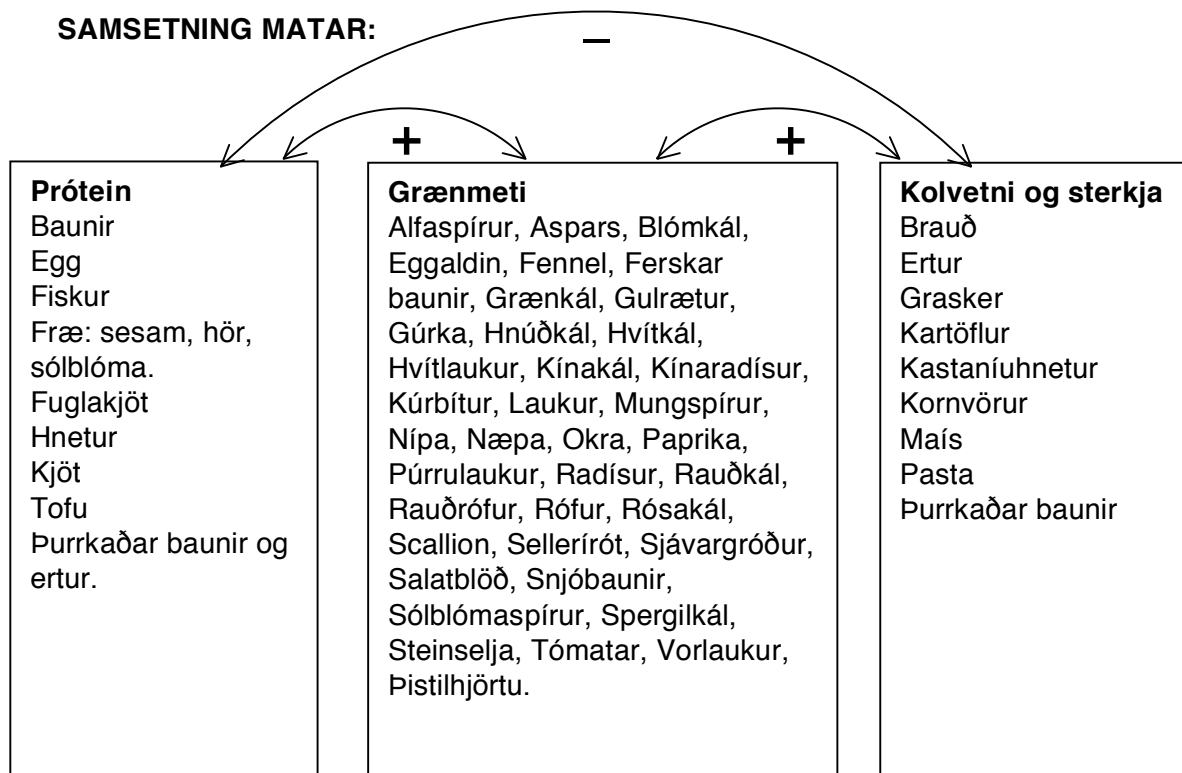 SAMSETNING MATAR:
–
+
+
Prótein
Baunir
Egg
Fiskur
Fræ: sesam, hör,
sólblóma.
Fuglakjöt
Hnetur
Kjöt
Tofu
Þurrkaðar baunir og
ertur.
Grænmeti
Alfaspírur, Aspars, Blómkál,
Eggaldin, Fennel, Ferskar
baunir, Grænkál, Gulrætur,
Gúrka, Hnúðkál, Hvítkál,
Hvítlaukur, Kínakál, Kínaradísur,
Kúrbítur, Laukur, Mungspírur,
Nípa, Næpa, Okra, Paprika,
Púrrulaukur, Radísur, Rauðkál,
Rauðrófur, Rófur, Rósakál,
Scallion, Sellerírót, Sjávargróður,
Salatblöð, Snjóbaunir,
Sólblómaspírur, Spergilkál,
Steinselja, Tómatar, Vorlaukur,
Þistilhjörtu.
Kolvetni og sterkja
Brauð
Ertur
Grasker
Kartöflur
Kastaníuhnetur
Kornvörur
Maís
Pasta
Þurrkaðar baunir